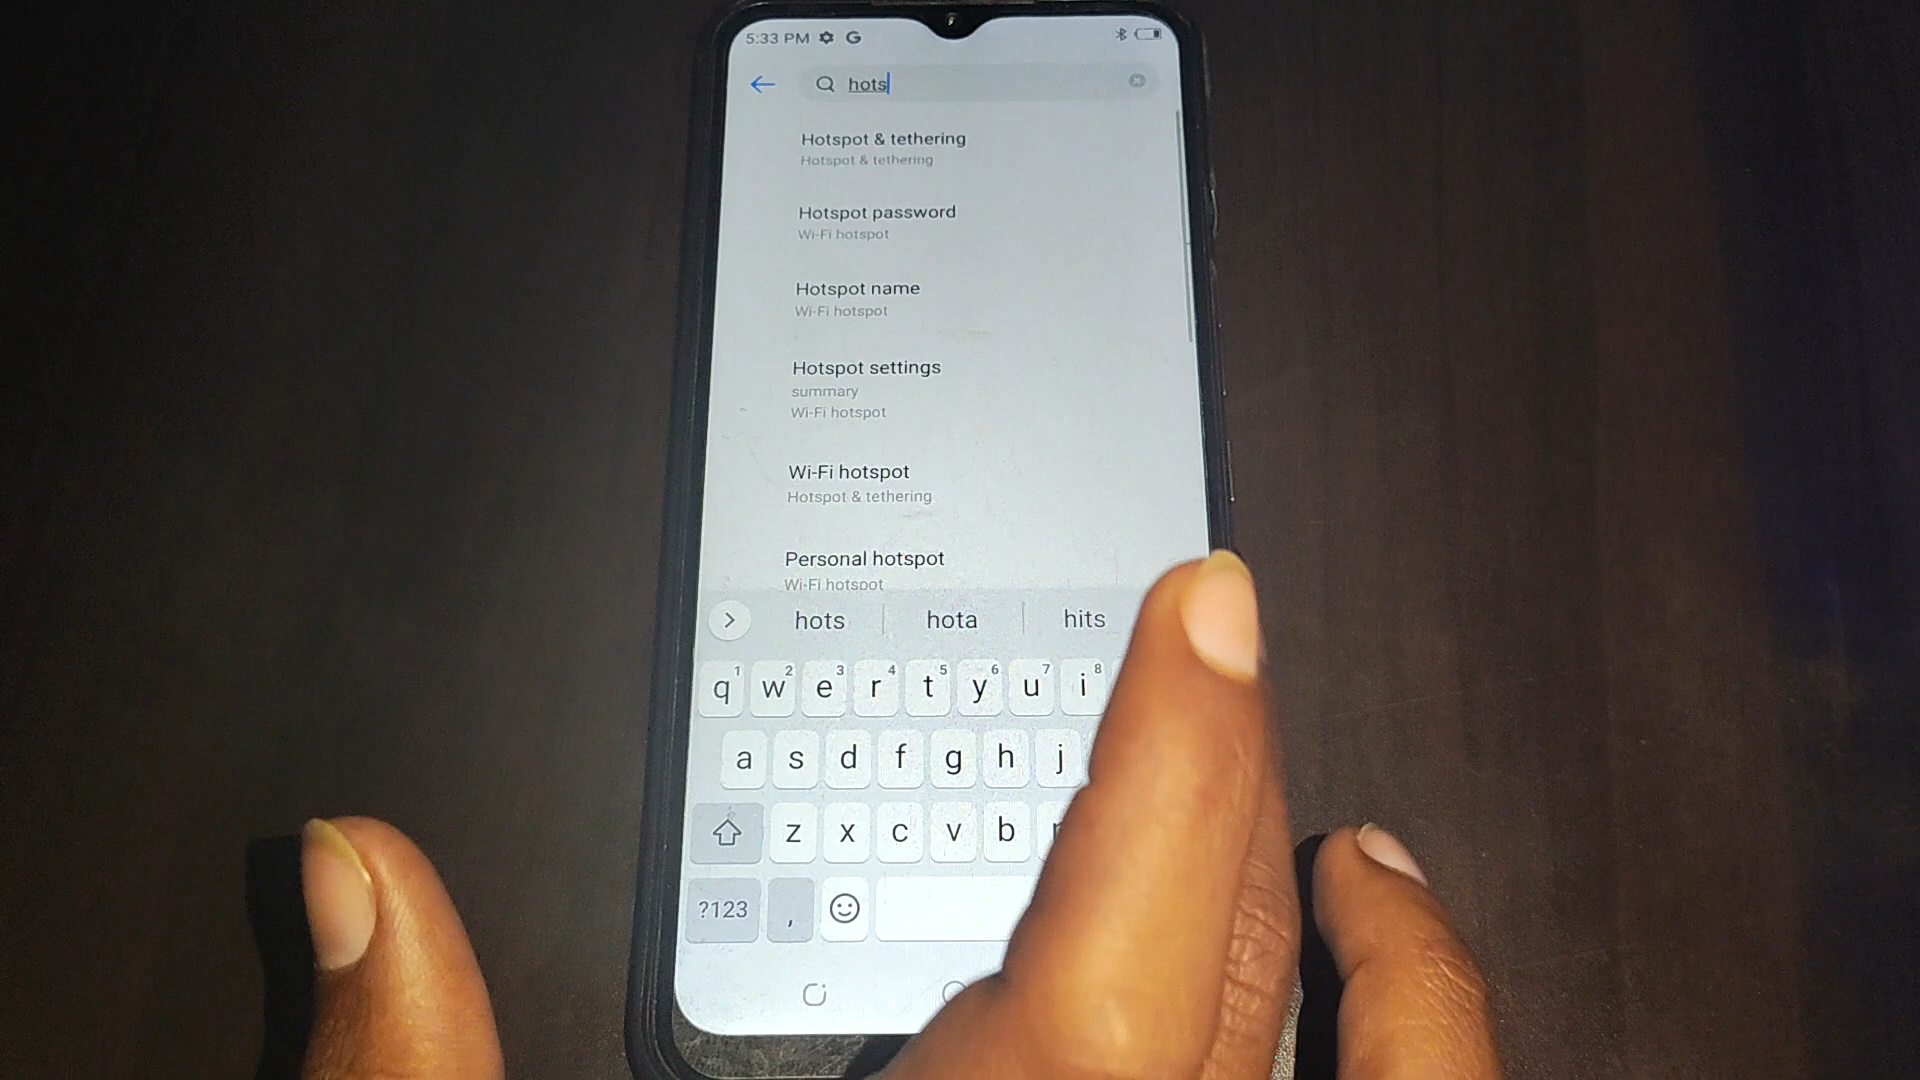 5:33 PM G
hots
Hotspot & tethering
Hotspot & tethering
Hotspot password
Wi-Fi hotspot
Hotspot name
Wi-Fi hotspot
Hotspot settings
summary
Wi-Fi hotspot
Wi-Fi hotspot
Hotspot & tethering
Personal hotspot
Wi-Fi hotspot
hots hota hits
1 2 3 4 5 6 7 8
q w e r t y u i
a s d f g h j
z x c v b
?123 ,